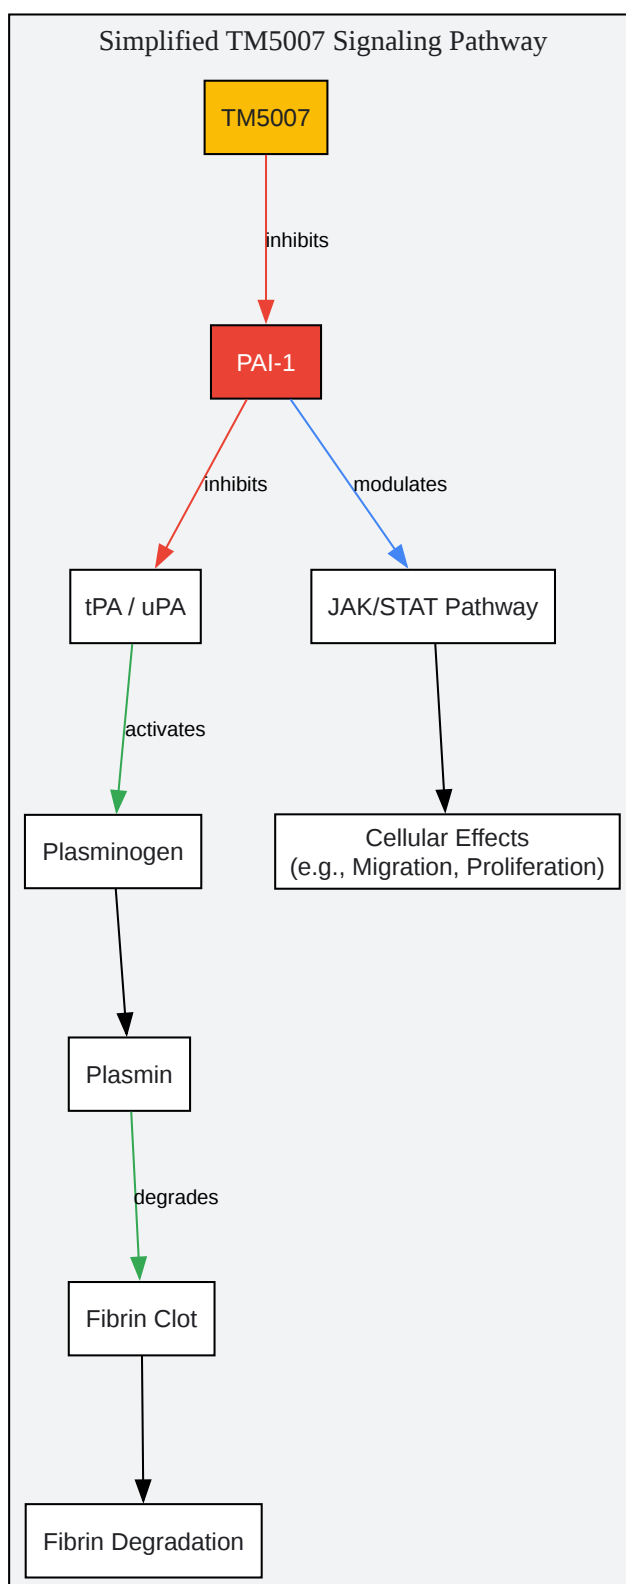 Simplified TM5007 Signaling Pathway
TM5007
inhibits
PAI-1
inhibits
modulates
tPA / uPA
JAK/STAT Pathway
activates
Plasminogen
Cellular Effects
(e.g., Migration, Proliferation)
Plasmin
degrades
Fibrin Clot
Fibrin Degradation